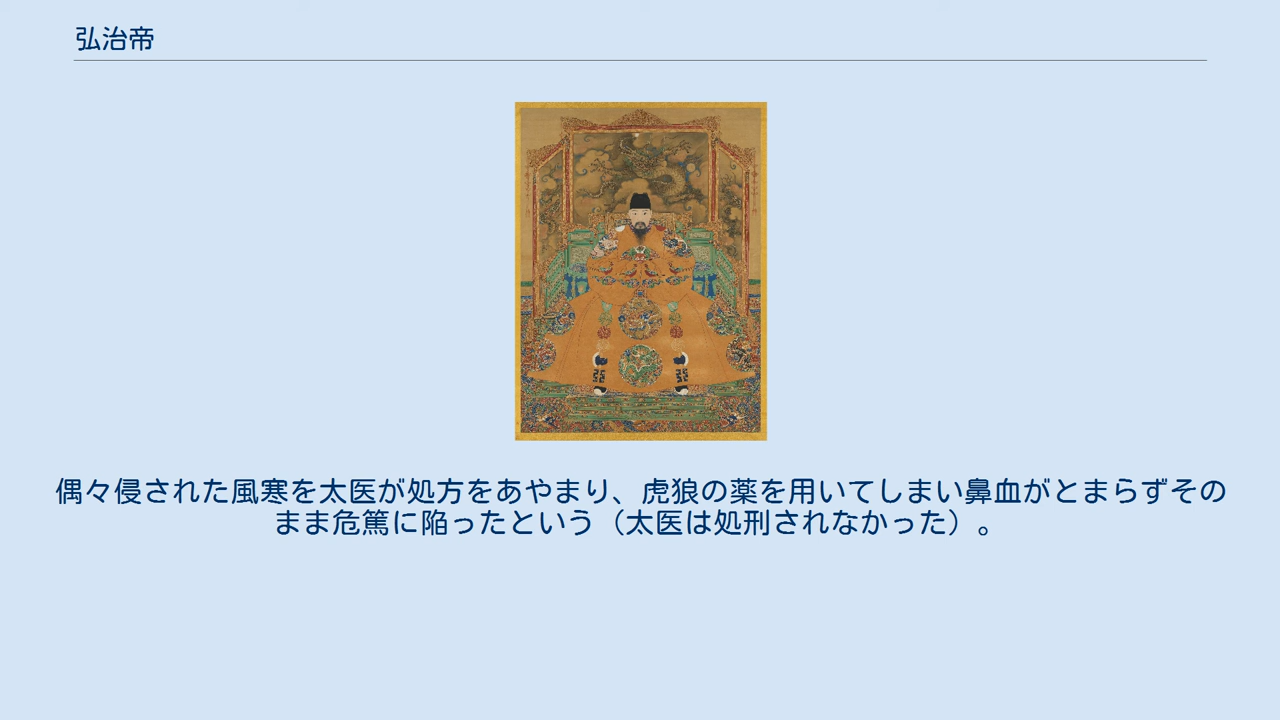 弘治帝
偶々侵された風寒を太医が処方をあやまり、虎狼の薬を用いてしまい鼻血がとまらずその
まま危篤に陥ったという（太医は処刑されなかった）。